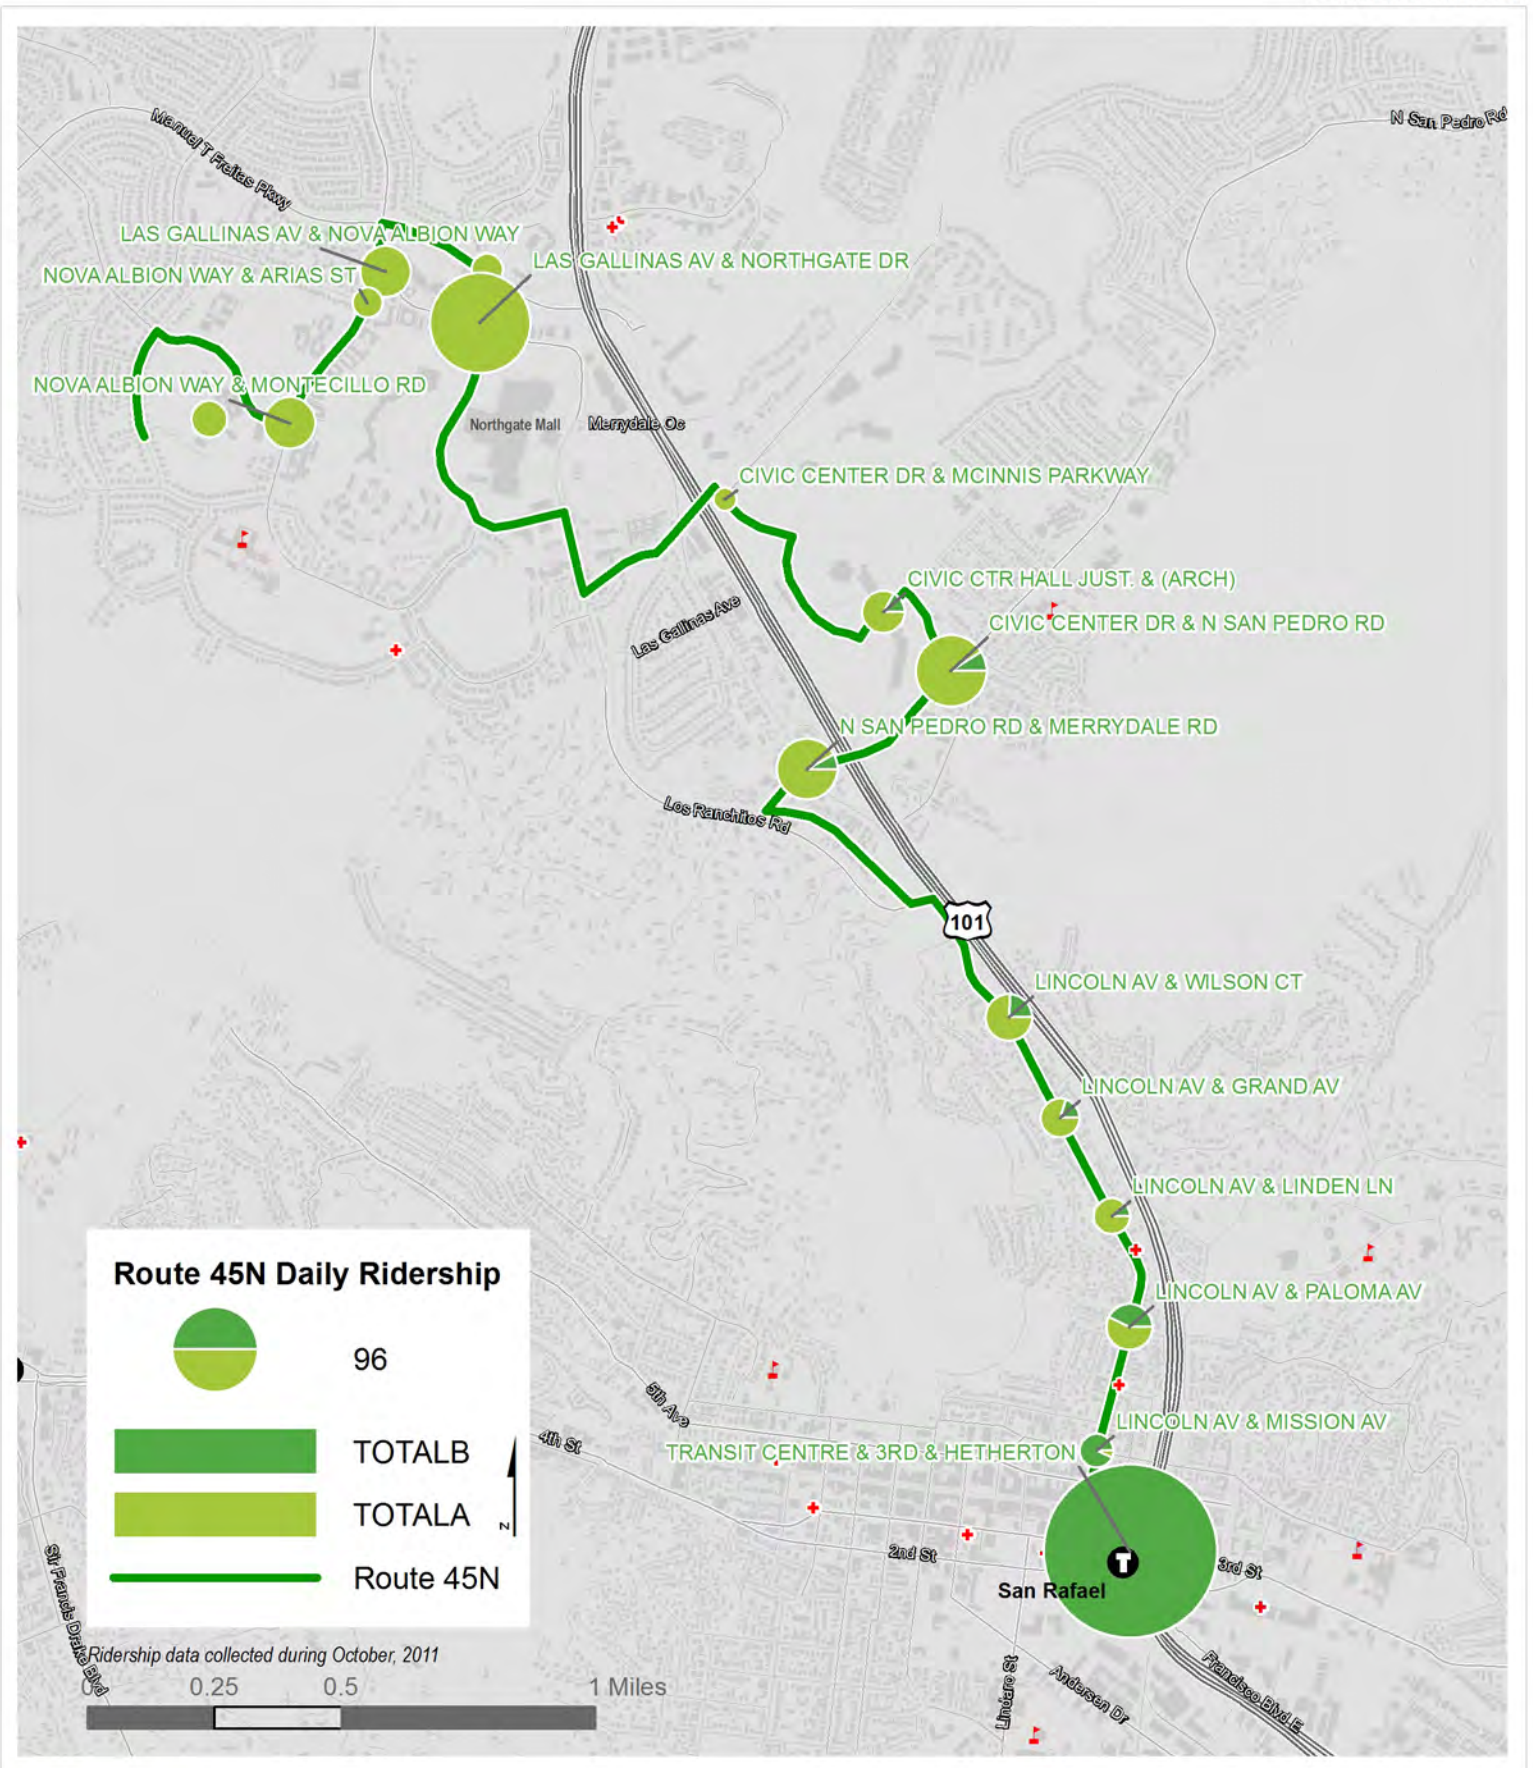 Manuel T Freitas Pkwy
N San Pedro Rd
LAS GALLINAS AV & NOVA ALBION WAY
LAS GALLINAS AV & NORTHGATE DR
NOVA ALBION WAY & ARIAS ST
NOVA ALBION WAY & MONTECILLO RD
Northgate Mall
Merrydale Oc
CIVIC CENTER DR & MCINNIS PARKWAY
CIVIC CTR HALL JUST. & (ARCH)
Las Gallinas Ave
CIVIC CENTER DR & N SAN PEDRO RD
N SAN PEDRO RD & MERRYDALE RD
Los Ranchitos Rd
101
LINCOLN AV & WILSON CT
LINCOLN AV & GRAND AV
LINCOLN AV & LINDEN LN
LINCOLN AV & PALOMA AV
LINCOLN AV & MISSION AV
TRANSIT CENTRE & 3RD & HETHERTON
5th Ave
4th St
2nd St
3rd St
T
San Rafael
Lindaro St
Andersen Dr
Francisco Blvd E
Sir Francis Drake Blvd
Route 45N Daily Ridership
96
TOTALB
TOTALA
Z
Route 45N
Ridership data collected during October, 2011
0 0.25 0.5 1 Miles